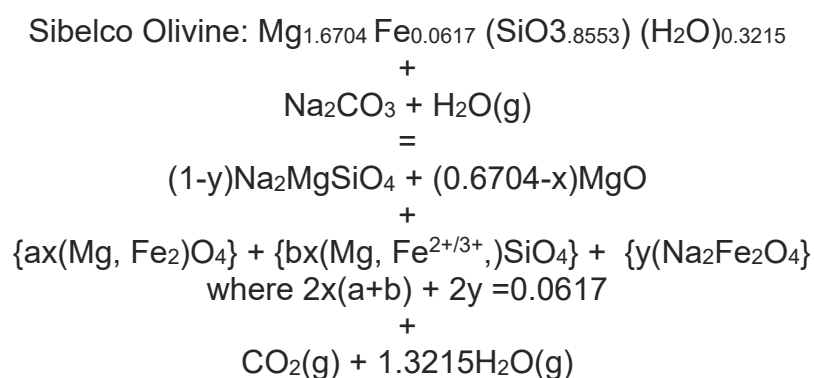 Sibelco Olivine: Mg₁.₆₇₀₄ Fe₀.₀₆₁₇ (SiO3.₈₅₅₃) (H₂O)₀.₃₂₁₅
+
Na₂CO₃ + H₂O(g)
=
(1-y)Na₂MgSiO₄ + (0.6704-x)MgO
+
{ax(Mg, Fe₂)O₄} + {bx(Mg, Fe²⁺ᐟ³⁺,)SiO₄} + {y(Na₂Fe₂O₄}
where 2x(a+b) + 2y =0.0617
+
CO₂(g) + 1.3215H₂O(g)